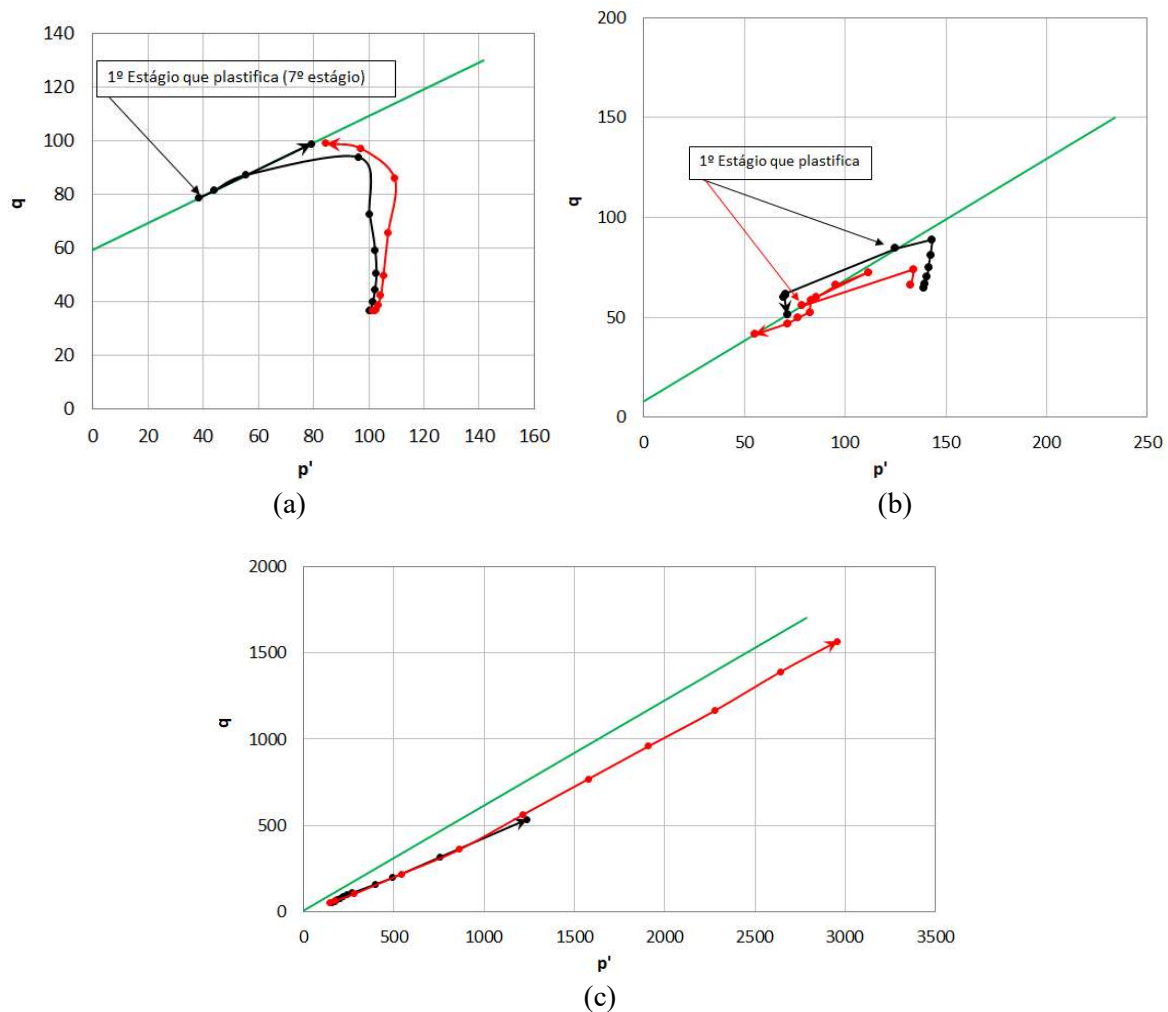 140
120
100
80
60
40
20
0
q
1º Estágio que plastifica (7º estágio)
0 20 40 60 80 100 120 140 160
p'
(a)
200
150
100
50
0
q
1º Estágio que plastifica
0 50 100 150 200 250
p'
(b)
2000
1500
1000
500
0
q
0 500 1000 1500 2000 2500 3000 3500
p'
(c)